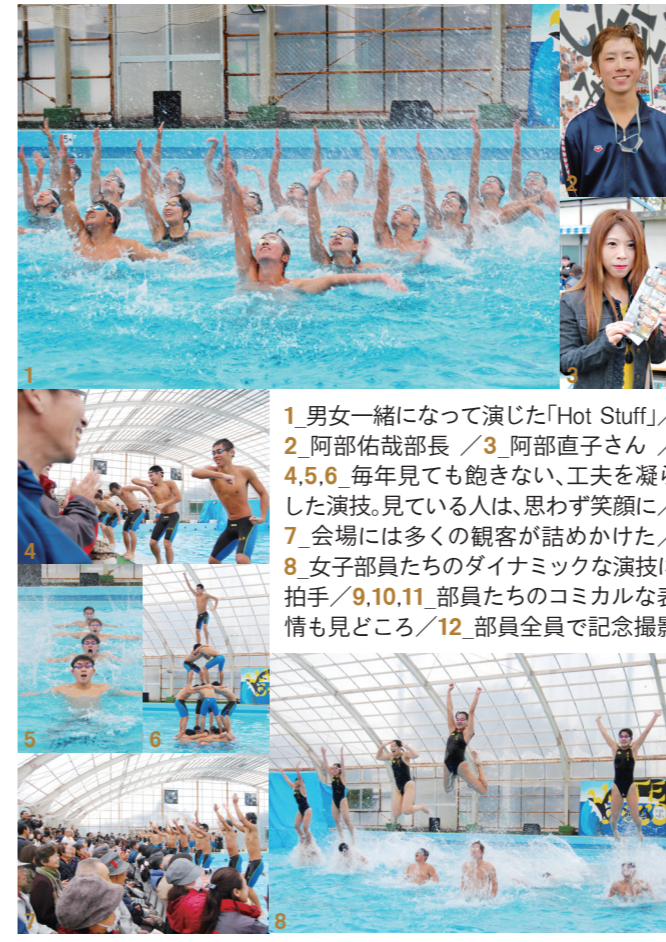 1
2
3
4
5
6
7
8
1_男女一緒になって演じた「Hot Stuff」／
2_阿部佑哉部長 ／3_阿部直子さん ／
4,5,6_毎年見ても飽きない、工夫を凝ら
した演技。見ている人は、思わず笑顔に／
7_会場には多くの観客が詰めかけた／
8_女子部員たちのダイナミックな演技に
拍手／9,10,11_部員たちのコミカルな表
情も見どころ／12_部員全員で記念撮影